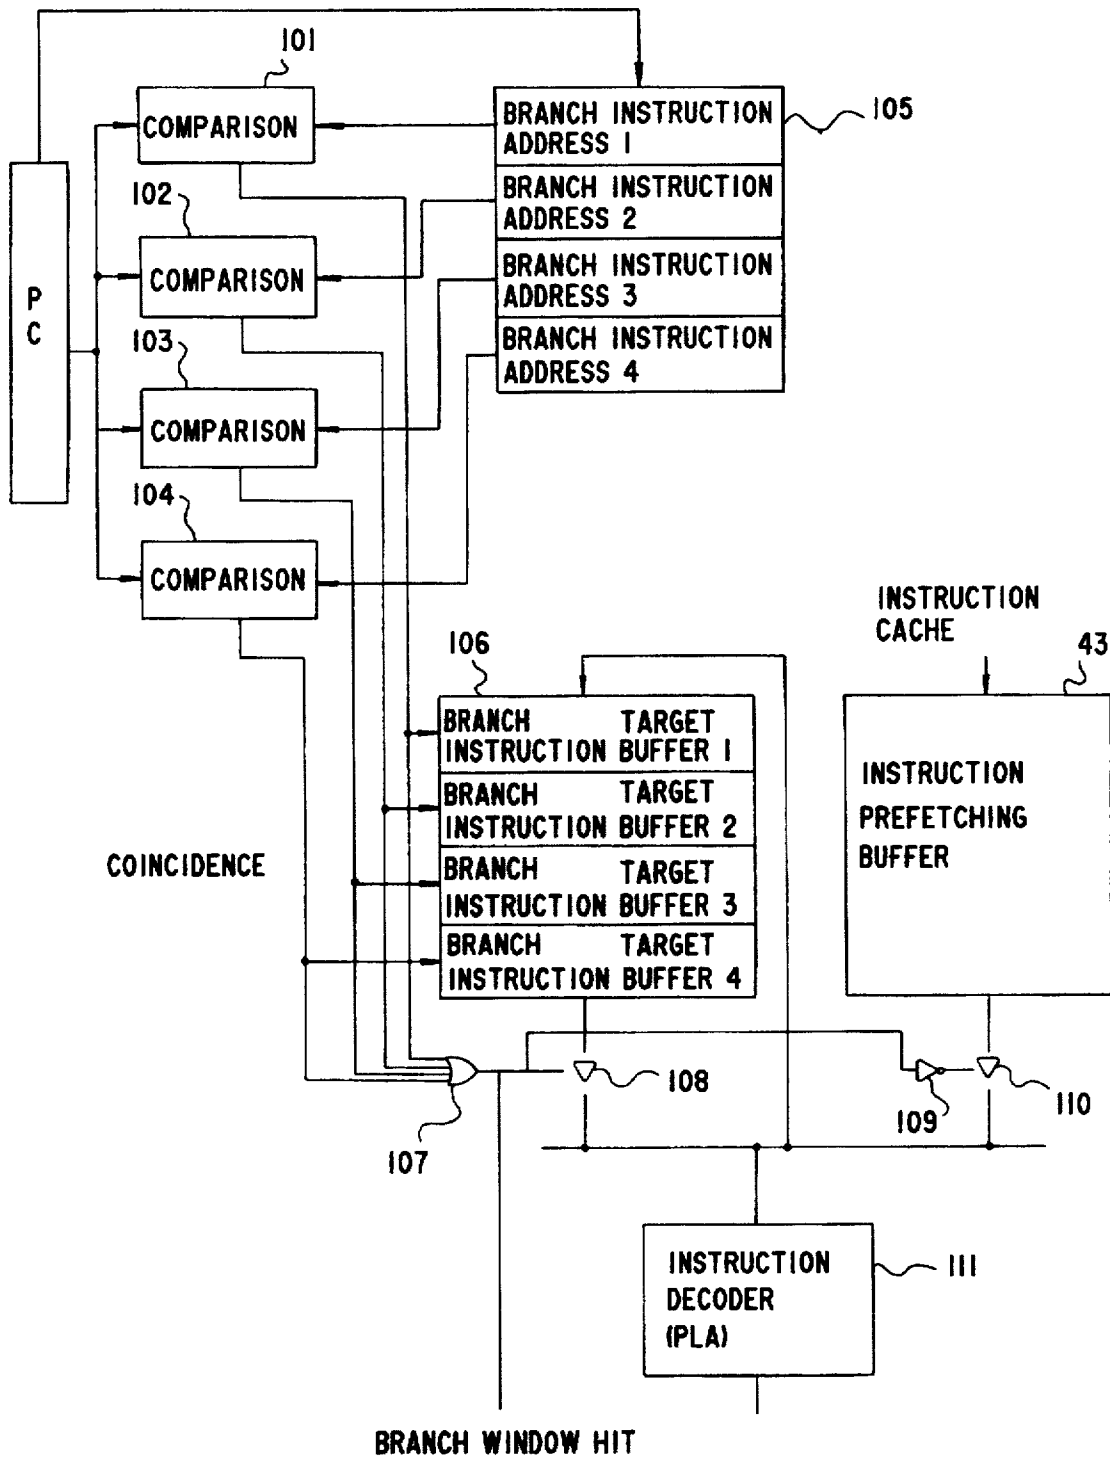 101
COMPARISON
BRANCH INSTRUCTION
ADDRESS 1
105
102
BRANCH INSTRUCTION
ADDRESS 2
COMPARISON
BRANCH INSTRUCTION
ADDRESS 3
P
C
103
BRANCH INSTRUCTION
ADDRESS 4
COMPARISON
104
COMPARISON
INSTRUCTION
CACHE
106
43
BRANCH TARGET
INSTRUCTION BUFFER 1
BRANCH TARGET
INSTRUCTION BUFFER 2
BRANCH TARGET
INSTRUCTION BUFFER 3
BRANCH TARGET
INSTRUCTION BUFFER 4
INSTRUCTION
PREFETCHING
BUFFER
COINCIDENCE
108
109
110
107
INSTRUCTION
DECODER
(PLA)
111
BRANCH WINDOW HIT